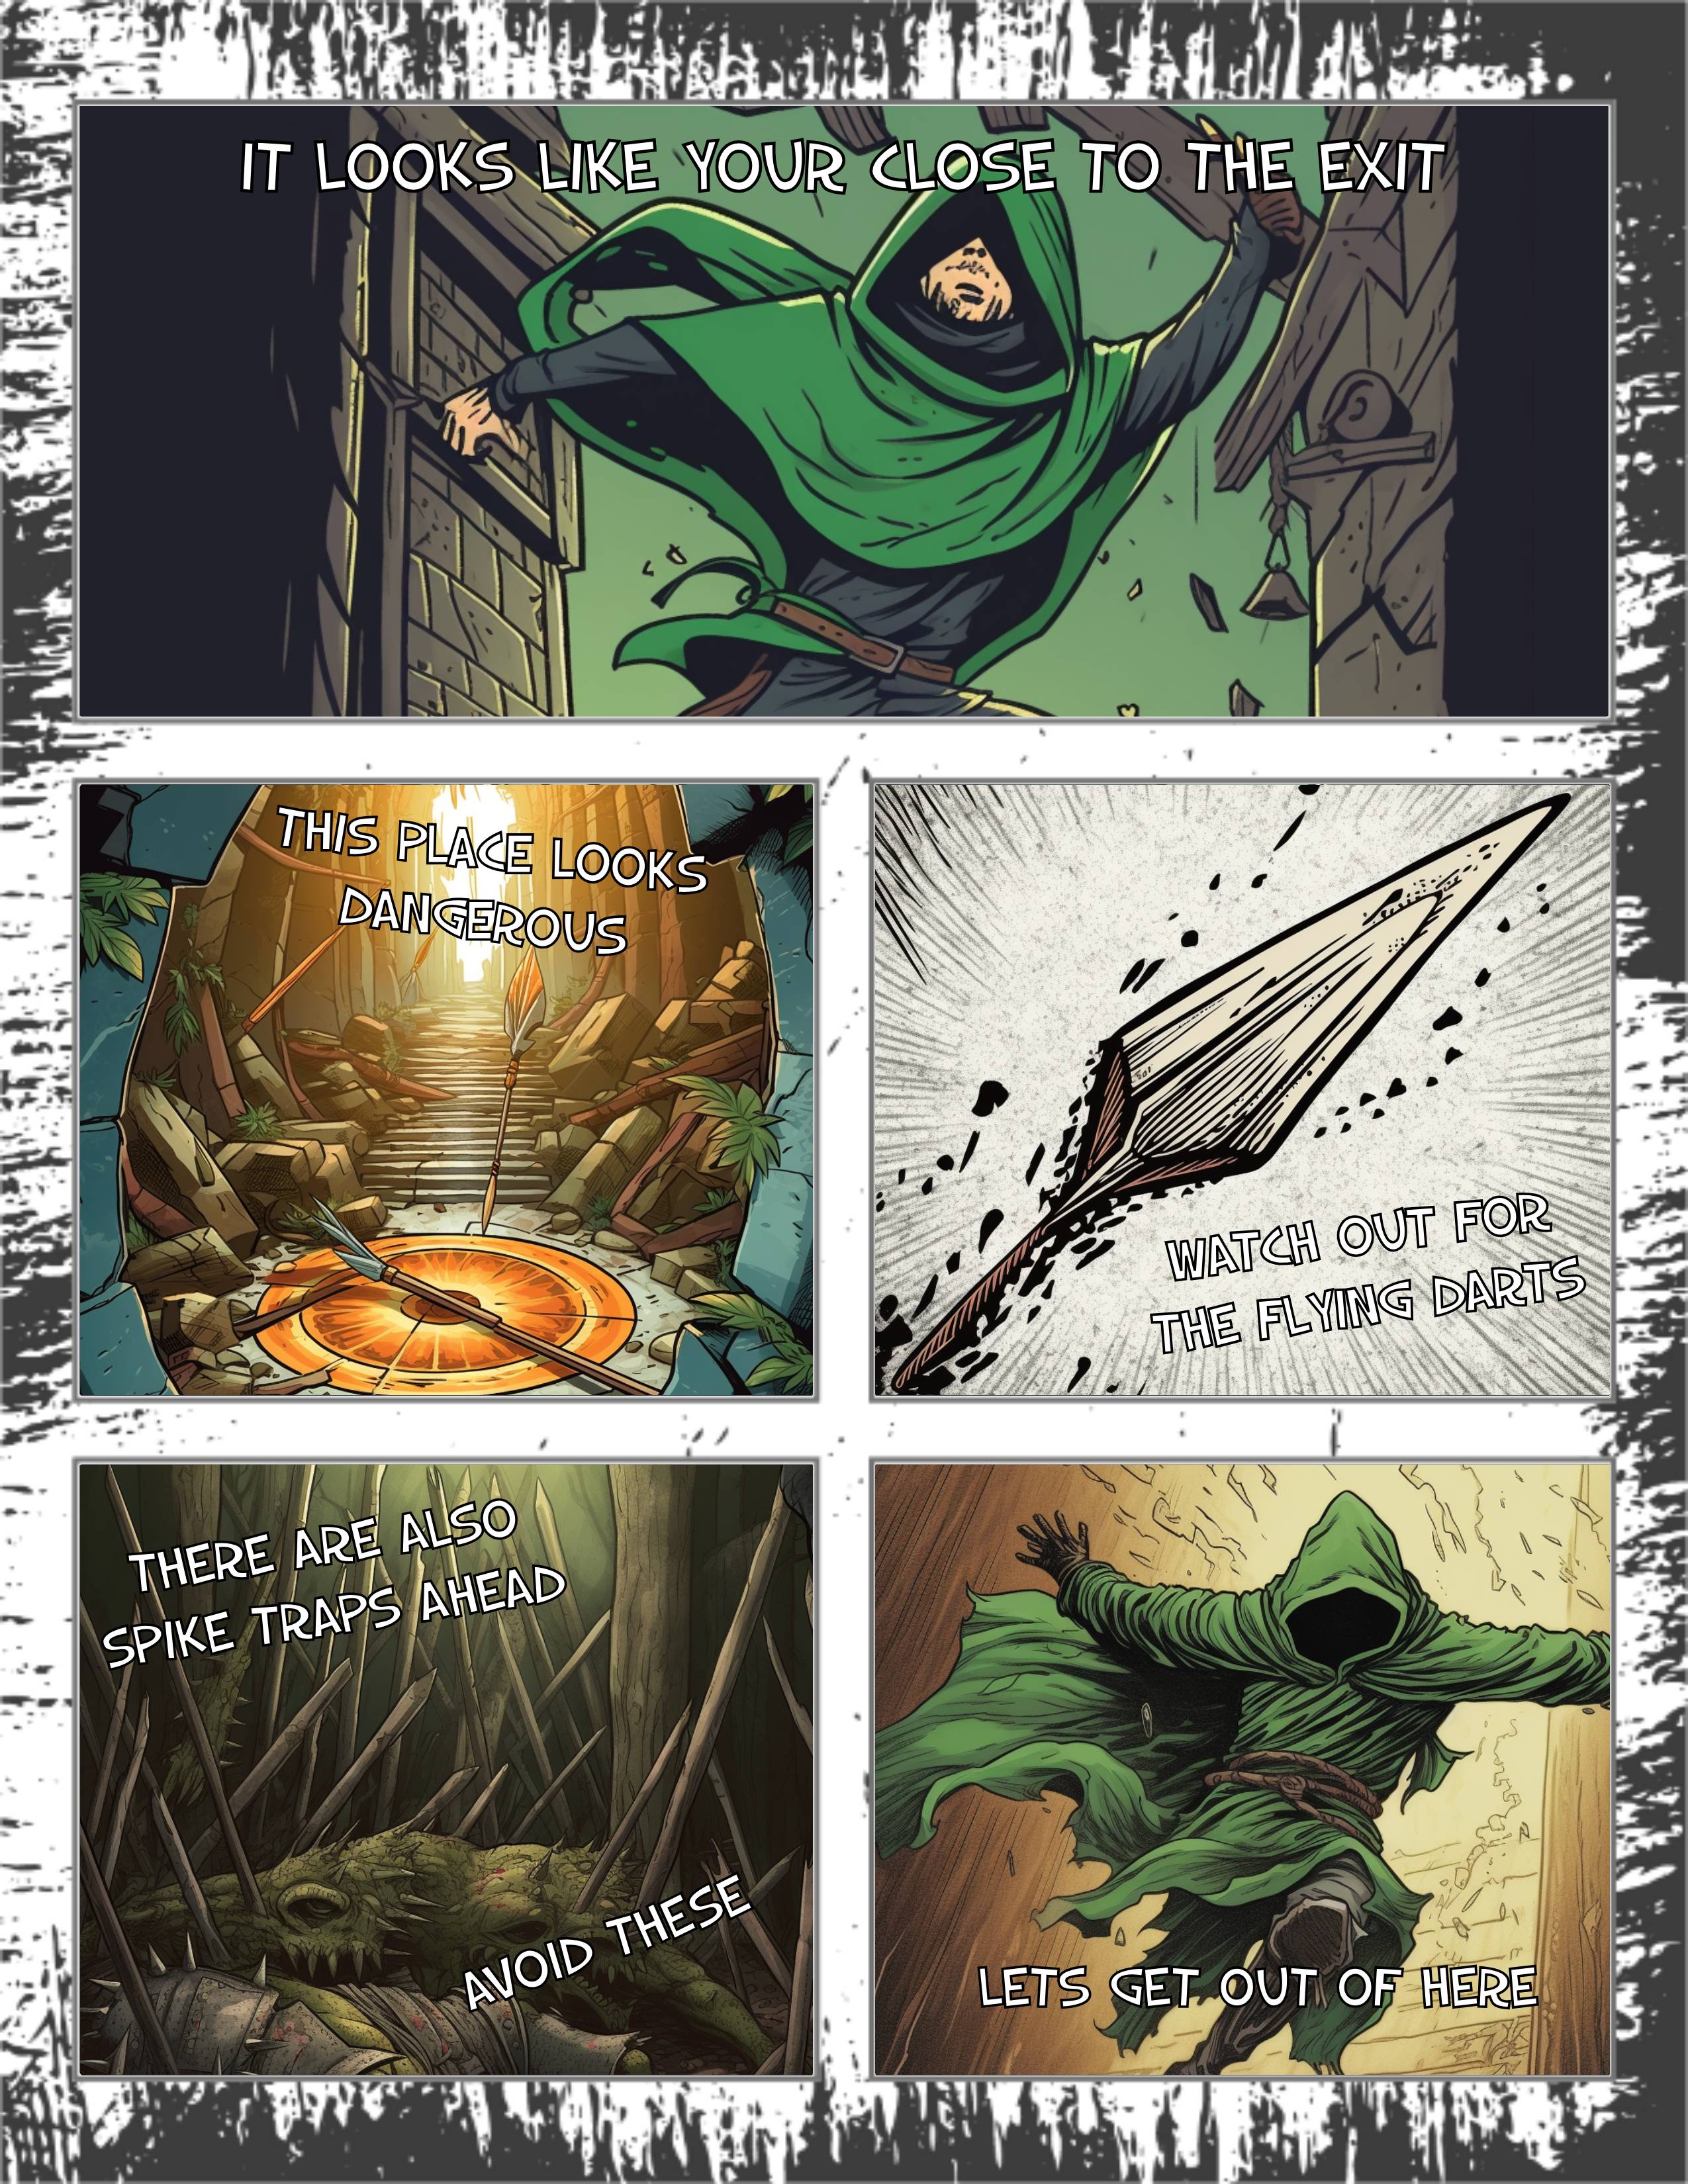 IT LOOKS LIKE YOUR CLOSE TO THE EXIT
THIS PLACE LOOKS
DANGEROUS
WATCH OUT FOR
THE FLYING DARTS
THERE ARE ALSO
SPIKE TRAPS AHEAD
AVOID THESE
LETS GET OUT OF HERE